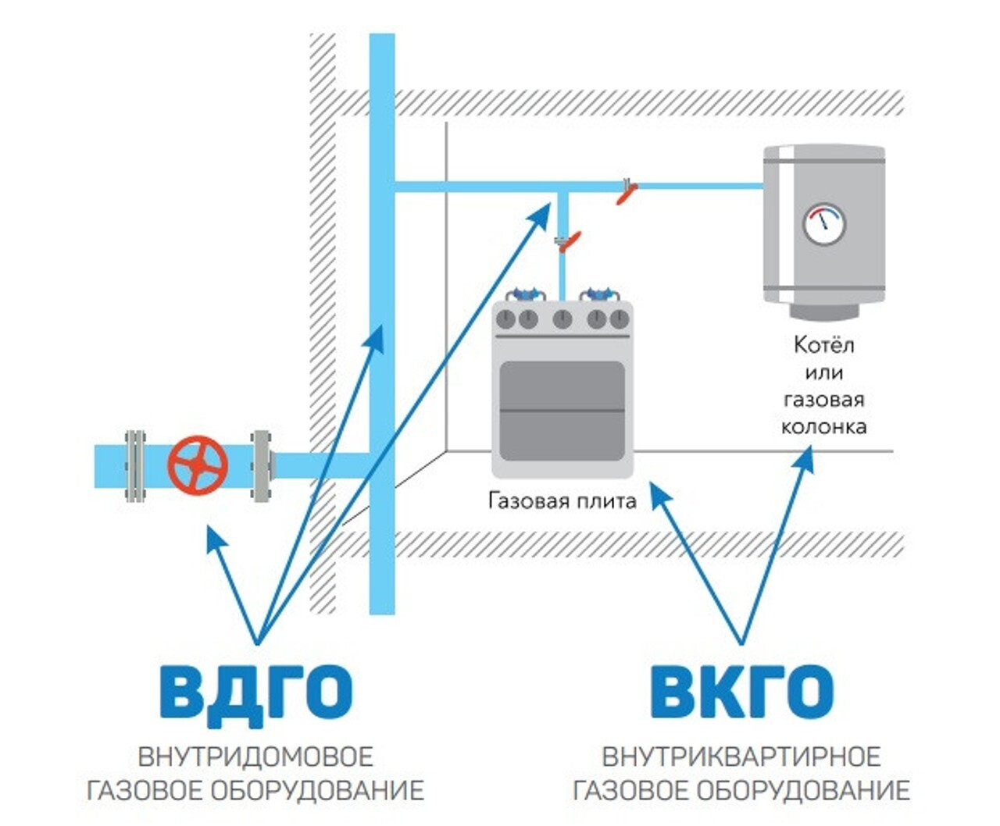 Котёл
или
газовая
колонка
Газовая плита
ВДГО
ВНУТРИДОМОВОЕ
ГАЗОВОЕ ОБОРУДОВАНИЕ
ВКГО
ВНУТРИКВАРТИРНОЕ
ГАЗОВОЕ ОБОРУДОВАНИЕ